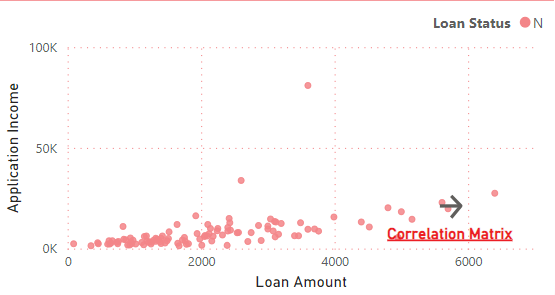 Loan Status N
100K
50K
0K
Application Income
0 2000 4000 6000
Correlation Matrix
Loan Amount